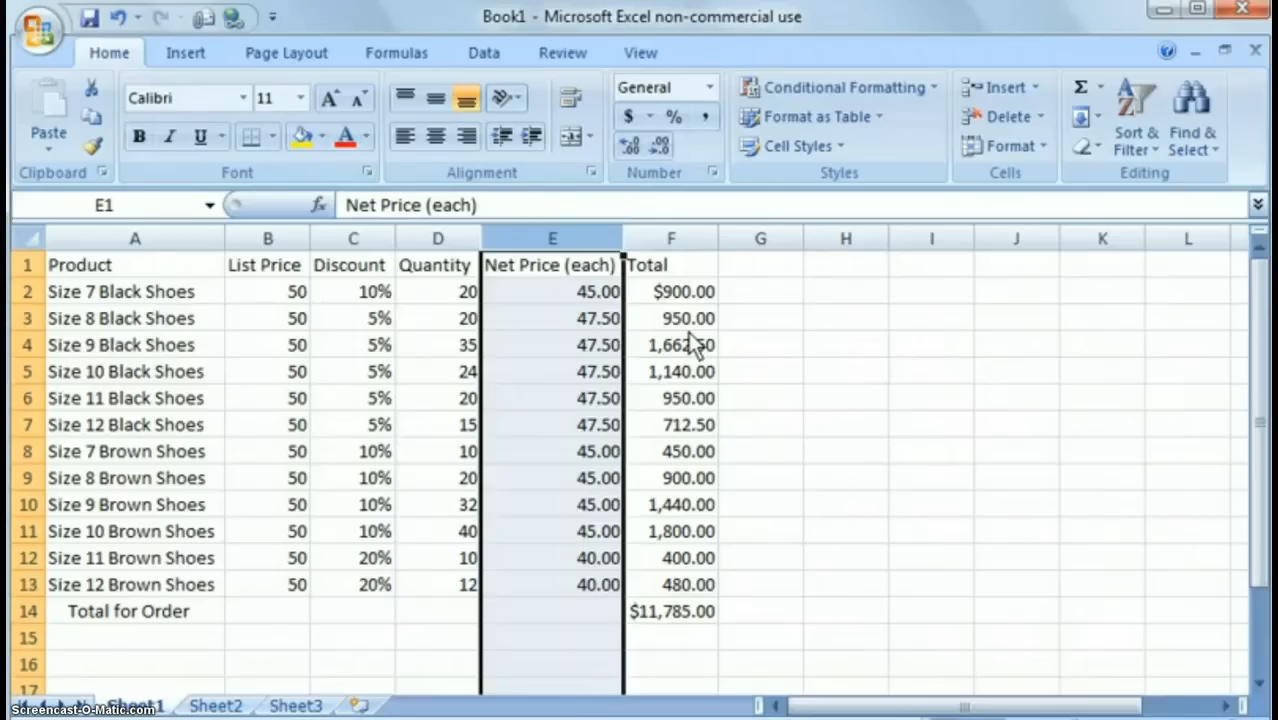 Book1 - Microsoft Excel non-commercial use
Home Insert Page Layout Formulas Data Review View
Calibri 11 General Conditional Formatting Insert Σ
Paste B I U A $ % , Format as Table Delete Sort & Filter Find & Select
Cell Styles Format
Clipboard Font Alignment Number Styles Cells Editing
E1 fx Net Price (each)
A B C D E F G H I J K L
1 Product List Price Discount Quantity Net Price (each) Total
2 Size 7 Black Shoes 50 10% 20 45.00 $900.00
3 Size 8 Black Shoes 50 5% 20 47.50 950.00
4 Size 9 Black Shoes 50 5% 35 47.50 1,662.50
5 Size 10 Black Shoes 50 5% 24 47.50 1,140.00
6 Size 11 Black Shoes 50 5% 20 47.50 950.00
7 Size 12 Black Shoes 50 5% 15 47.50 712.50
8 Size 7 Brown Shoes 50 10% 10 45.00 450.00
9 Size 8 Brown Shoes 50 10% 20 45.00 900.00
10 Size 9 Brown Shoes 50 10% 32 45.00 1,440.00
11 Size 10 Brown Shoes 50 10% 40 45.00 1,800.00
12 Size 11 Brown Shoes 50 20% 10 40.00 400.00
13 Size 12 Brown Shoes 50 20% 12 40.00 480.00
14 Total for Order $11,785.00
15
16
17
Sheet1 Sheet2 Sheet3
Screencast-O-Matic.com